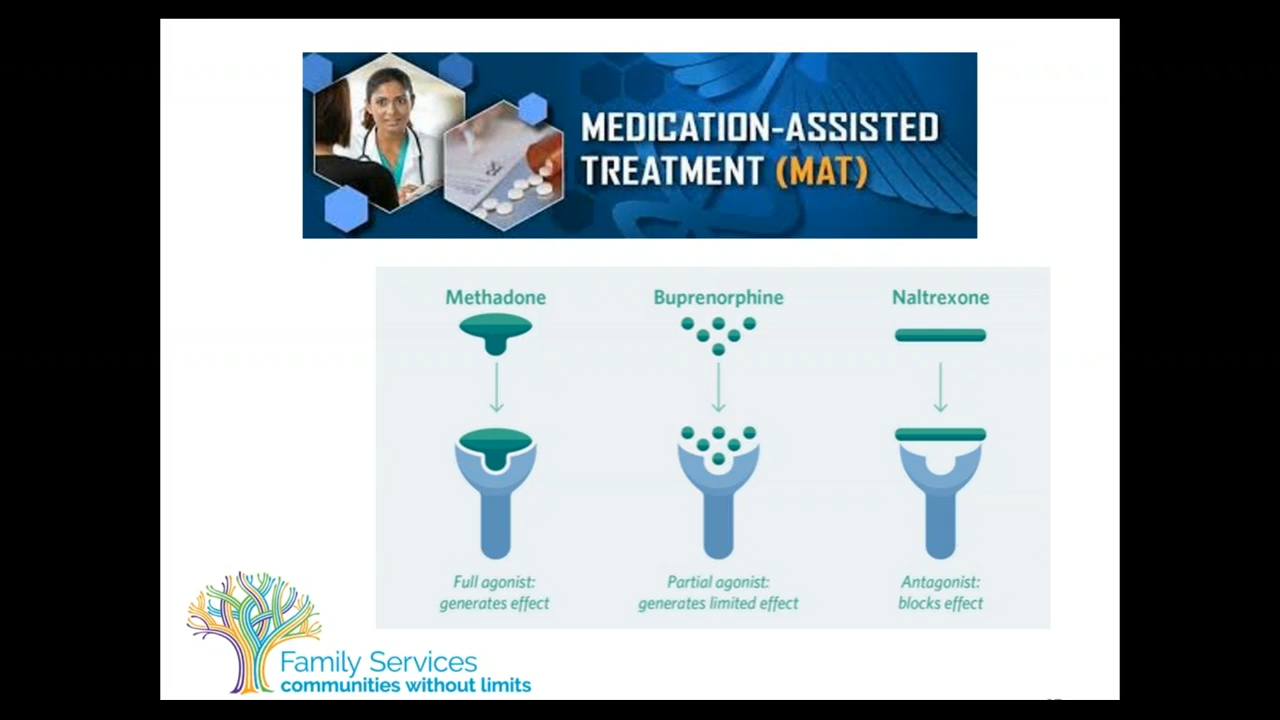 MEDICATION-ASSISTED
TREATMENT (MAT)
Methadone
Buprenorphine
Naltrexone
Full agonist:
generates effect
Partial agonist:
generates limited effect
Antagonist:
blocks effect
Family Services
communities without limits